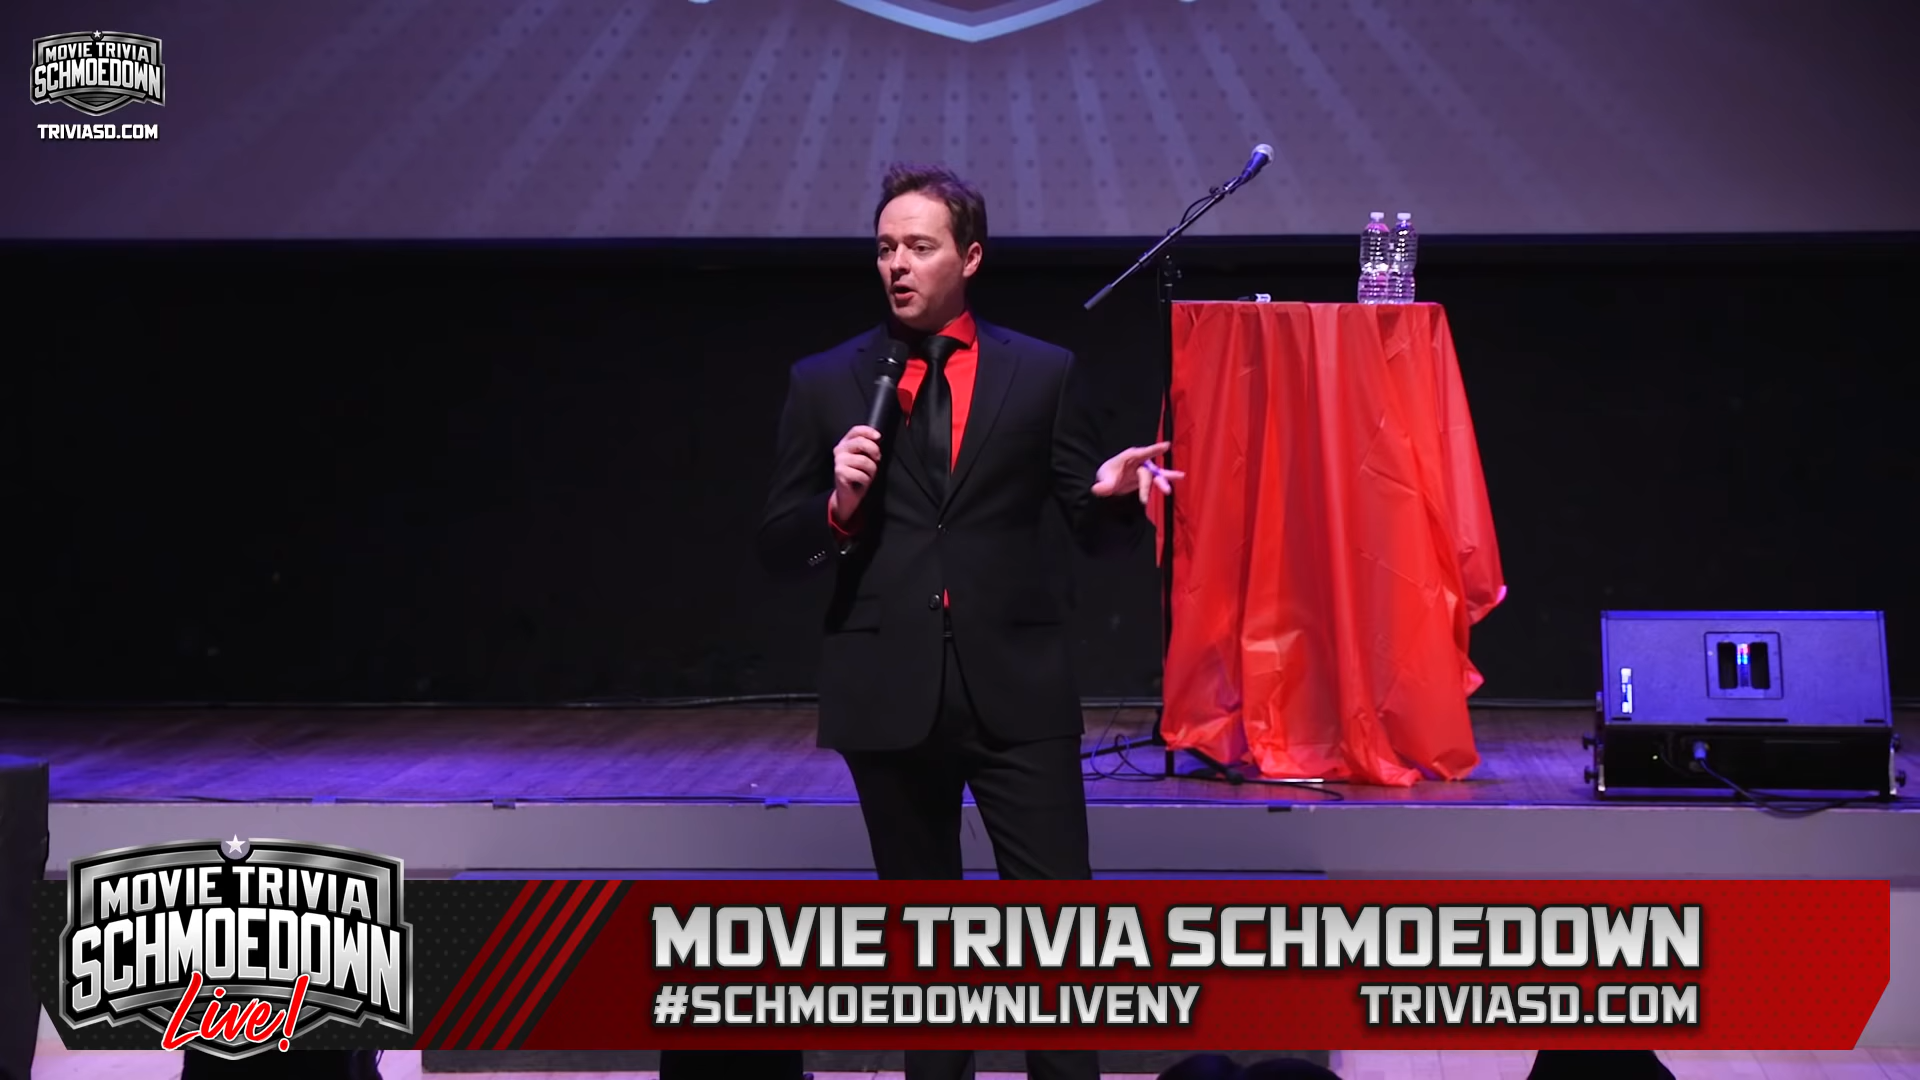 MOVIE TRIVIA
SCHMOEDOWN
TRIVIASD.COM
MOVIE TRIVIA
SCHMOEDOWN
Live!
MOVIE TRIVIA SCHMOEDOWN
#SCHMOEDOWNLIVENY
TRIVIASD.COM